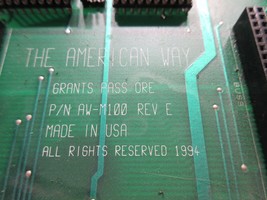 THE AMERICAN WAY
GRANTS PASS ORE
P/N AW-M100 REV E
MADE IN USA
ALL RIGHTS RESERVED 1994